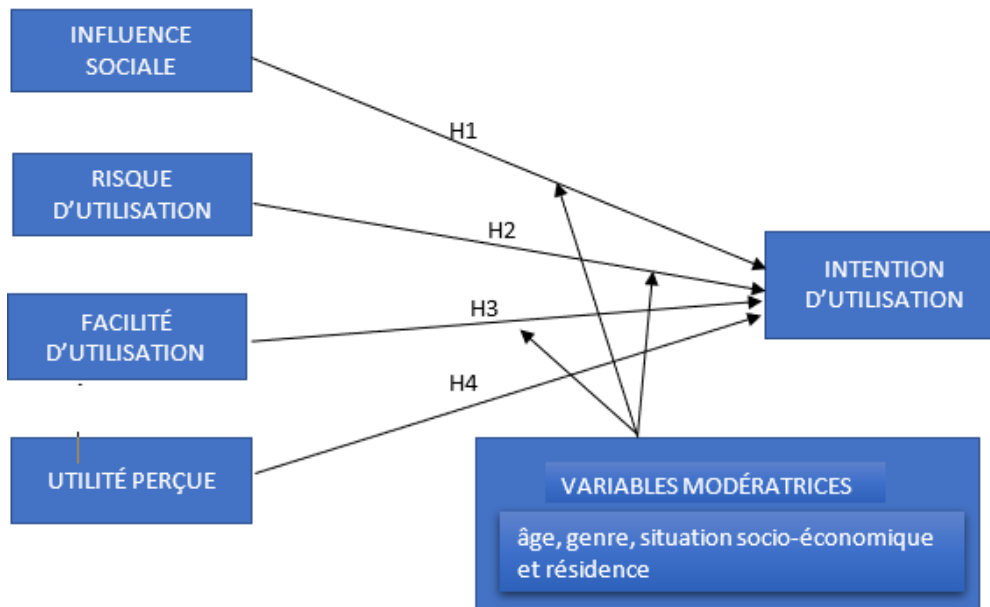 INFLUENCE
SOCIALE
H1
RISQUE
D'UTILISATION
H2
INTENTION
D'UTILISATION
FACILITÉ
D'UTILISATION
H3
H4
UTILITÉ PERÇUE
VARIABLES MODÉRATRICES
âge, genre, situation socio-économique
et résidence